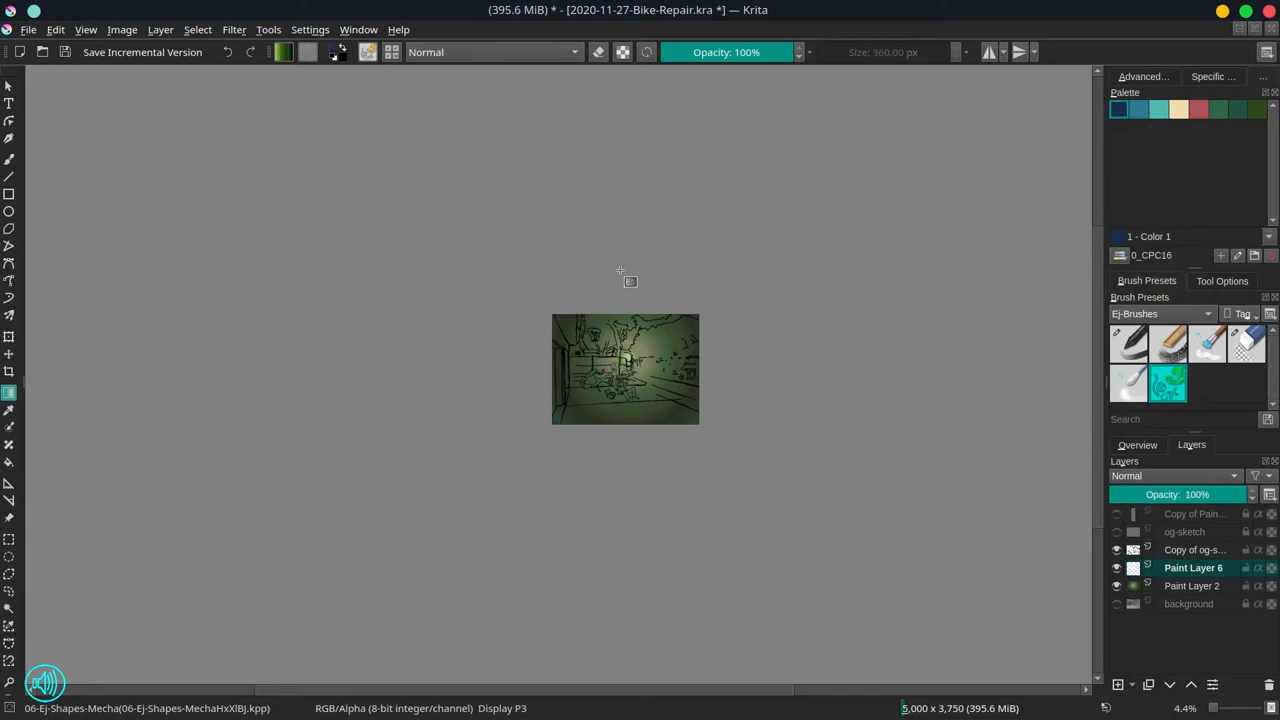 (395.6 MiB) * - [2020-11-27-Bike-Repair.kra *] — Krita
File Edit View Image Layer Select Filter Tools Settings Window Help
Save Incremental Version Normal Opacity: 100% Size: 360.00 px
Advanced... Specific ... ...
Palette
1 - Color 1
0_CPC16
Brush Presets Tool Options
Brush Presets
Ej-Brushes Tag
Search
Overview Layers
Layers
Normal
Opacity: 100%
Copy of Pain...
og-sketch
Copy of og-s...
Paint Layer 6
Paint Layer 2
background
06-Ej-Shapes-Mecha(06-Ej-Shapes-MechaHxXlBJ.kpp) RGB/Alpha (8-bit integer/channel) Display P3 5,000 x 3,750 (395.6 MiB) 4.4%